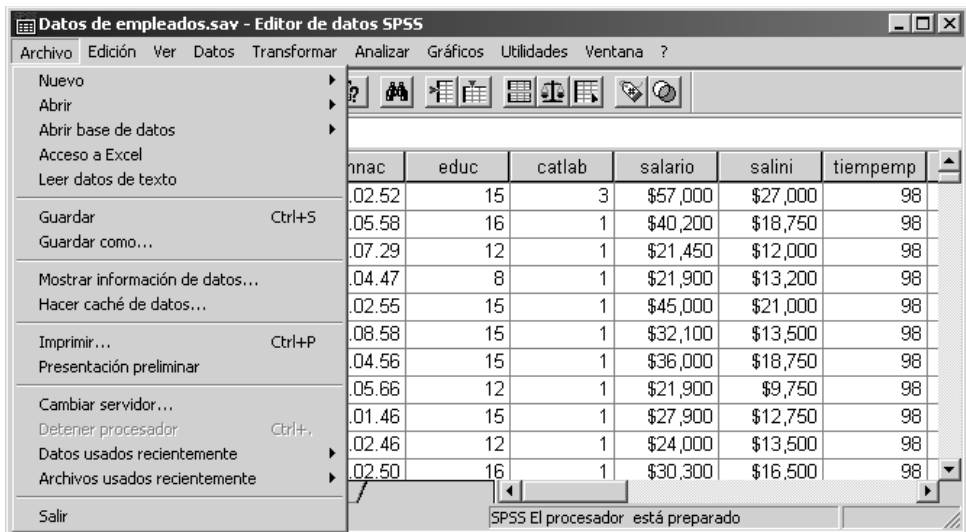 Datos de empleados.sav - Editor de datos SPSS
Archivo Edición Ver Datos Transformar Analizar Gráficos Utilidades Ventana ?
Nuevo
Abrir
Abrir base de datos
Acceso a Excel
Leer datos de texto
Guardar Ctrl+S
Guardar como...
Mostrar información de datos...
Hacer caché de datos...
Imprimir... Ctrl+P
Presentación preliminar
Cambiar servidor...
Detener procesador Ctrl+.
Datos usados recientemente
Archivos usados recientemente
Salir
hnac educ catlab salario salini tiempemp
.02.52 15 3 $57,000 $27,000 98
.05.58 16 1 $40,200 $18,750 98
.07.29 12 1 $21,450 $12,000 98
.04.47 8 1 $21,900 $13,200 98
.02.55 15 1 $45,000 $21,000 98
.08.58 15 1 $32,100 $13,500 98
.04.56 15 1 $36,000 $18,750 98
.05.66 12 1 $21,900 $9,750 98
.01.46 15 1 $27,900 $12,750 98
.02.46 12 1 $24,000 $13,500 98
.02.50 16 1 $30,300 $16,500 98
SPSS El procesador está preparado